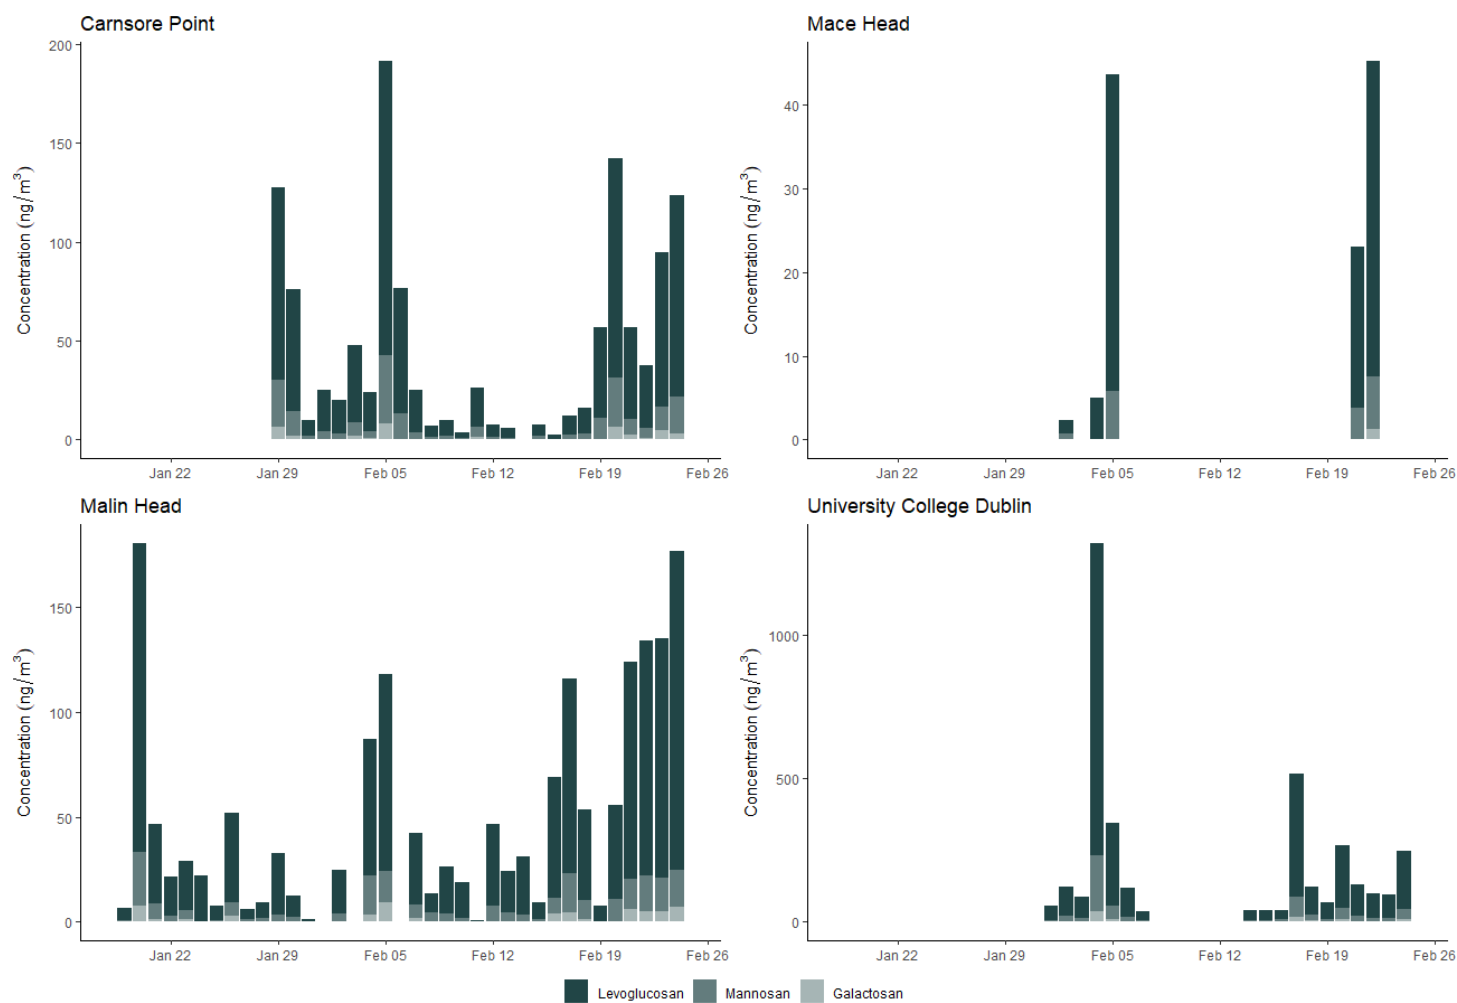 Carnsore Point
Concentration (ng/m³)
200
150
100
50
0
Jan 22 Jan 29 Feb 05 Feb 12 Feb 19 Feb 26
Mace Head
Concentration (ng/m³)
40
30
20
10
0
Jan 22 Jan 29 Feb 05 Feb 12 Feb 19 Feb 26
Malin Head
Concentration (ng/m³)
150
100
50
0
Jan 22 Jan 29 Feb 05 Feb 12 Feb 19 Feb 26
University College Dublin
Concentration (ng/m³)
1000
500
0
Jan 22 Jan 29 Feb 05 Feb 12 Feb 19 Feb 26
Levoglucosan Mannosan Galactosan